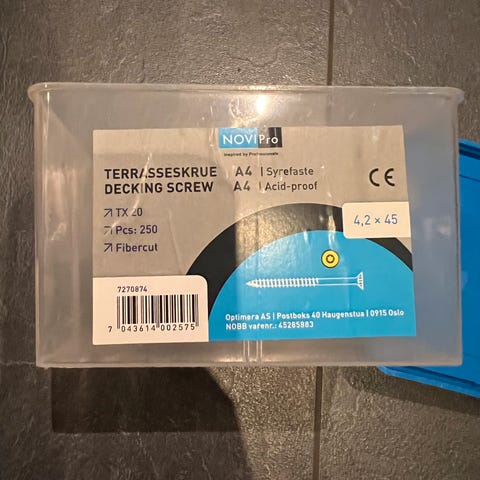 NOVIPro
Inspired by Professionals
TERRASSESKRUE A4 | Syrefaste
DECKING SCREW A4 | Acid-proof
CE
TX 20
Pcs: 250
Fibercut
4,2 × 45
7270874
7 043614 002575
Optimera AS | Postboks 40 Haugenstua | 0915 Oslo
NOBB varenr.: 45285883